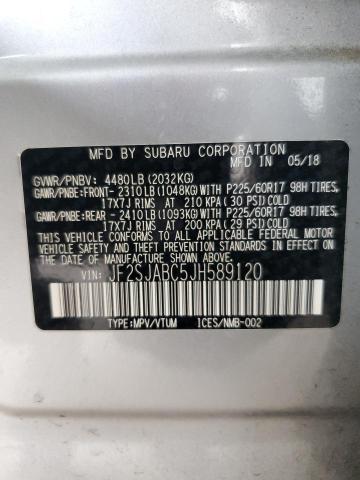 MFD BY SUBARU CORPORATION 05/18
GVWR/PNBV: 4480LB(2032KG)
GAWR/PNBE:FRONT- 2310LB(1048KG)WITH P225/60R17 98H TIRES,
17X7J RIMS AT 210 KPA (30 PSI)COLD
GAWR/PNBE:REAR - 2410LB(1093KG)WITH P225/60R17 98H TIRES,
17X7J RIMS AT 200 KPA(29 PSI)COLD
THIS VEHICLE CONFORMS TO ALL APPLICABLE FEDERAL MOTOR
VEHICLE SAFETY BUMPER, AND THEFT PREVENTION STANDARDS
IN EFFECT ON THE DATE OF MANUFACTURE SHOWN ABOVE.
VIN: JF2SJABC5JH589120
TYPE:MPV/VTUM ICES/NMB-002